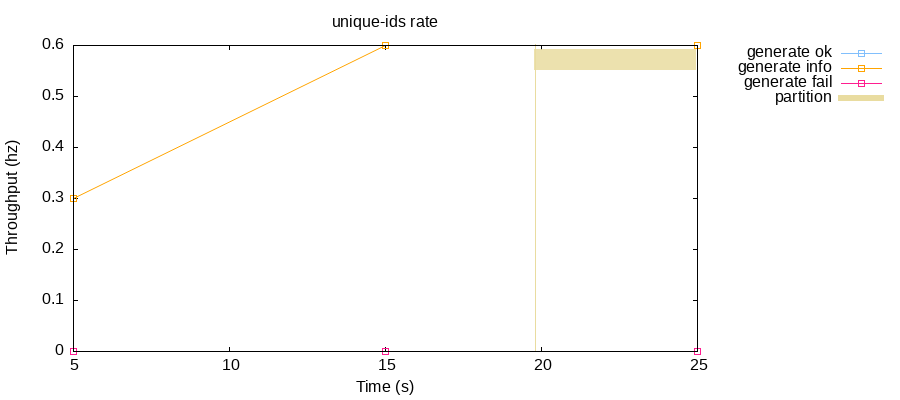 unique-ids rate
generate ok
generate info
generate fail
partition
0.6
0.5
0.4
0.3
0.2
0.1
0
Throughput (hz)
5 10 15 20 25
Time (s)